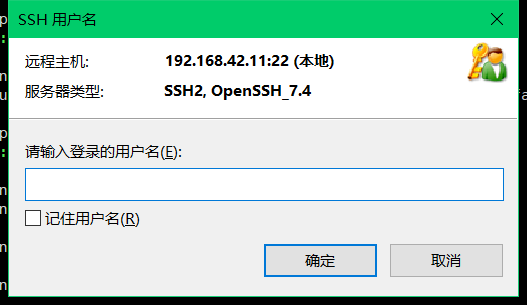 SSH 用户名
远程主机: 192.168.42.11:22 (本地)
服务器类型: SSH2, OpenSSH_7.4
请输入登录的用户名(E):
记住用户名(R)
确定 取消